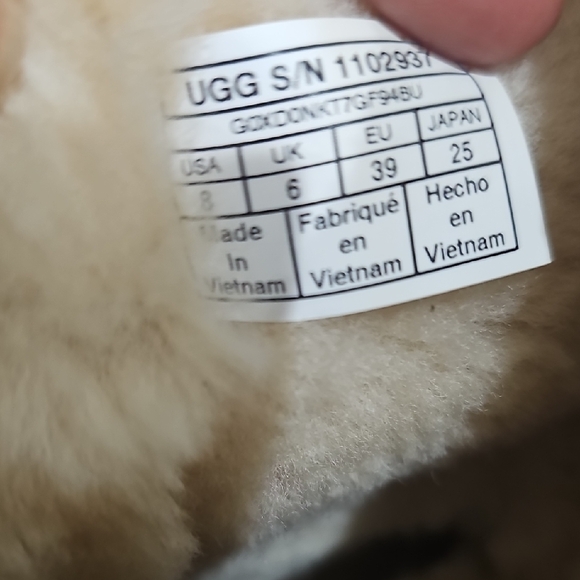 UGG S/N 1102937
USA UK EU JAPAN
8 6 39 25
Made In Vietnam
Fabriqué en Vietnam
Hecho en Vietnam